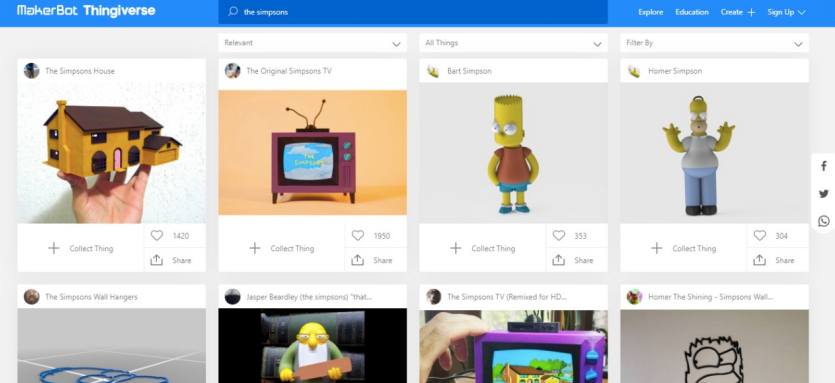 MakerBot Thingiverse
the simpsons
Explore
Education
Create
Sign Up
Relevant
All Things
Filter By
The Simpsons House
The Original Simpsons TV
Bart Simpson
Homer Simpson
THE
SIMPSONS
Collect Thing
1420
Share
Collect Thing
1950
Share
Collect Thing
353
Share
Collect Thing
304
Share
The Simpsons Wall Hangers
Jasper Beardley (the simpsons) "that...
The Simpsons TV (Remixed for HD...
Homer The Shining - Simpsons Wall...